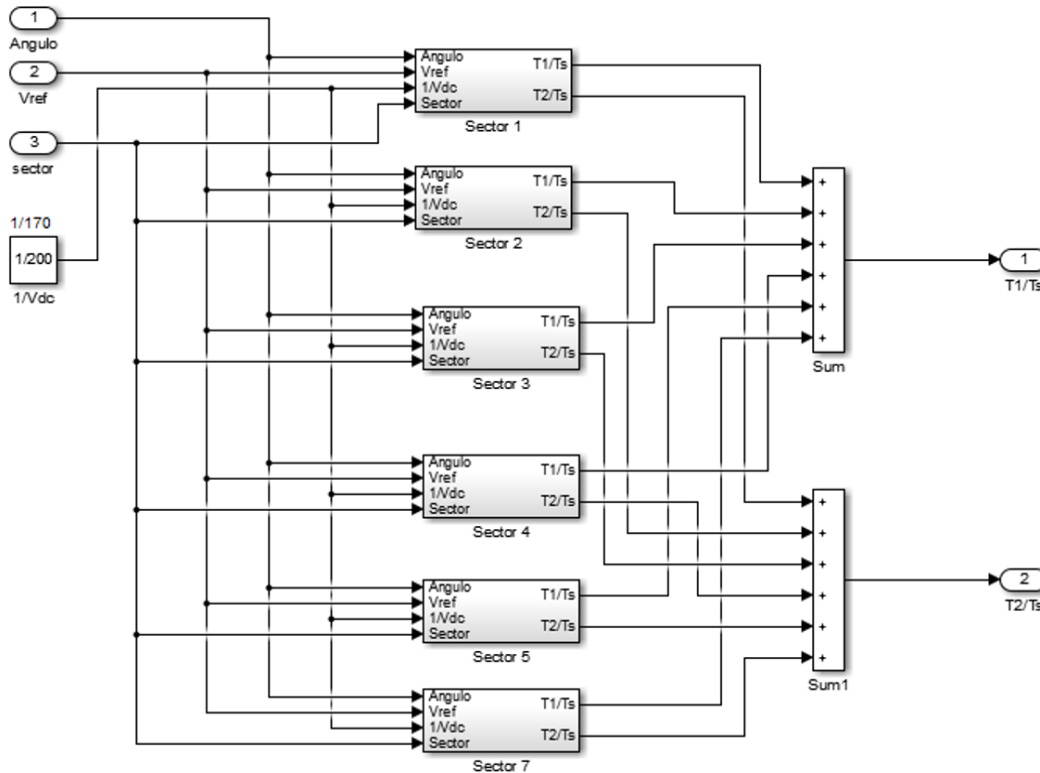 1
Angulo
2
Vref
3
sector
1/170
1/200
1/Vdc
Angulo
Vref
1/Vdc
Sector
T1/Ts
T2/Ts
Sector 1
Angulo
Vref
1/Vdc
Sector
T1/Ts
T2/Ts
Sector 2
Angulo
Vref
1/Vdc
Sector
T1/Ts
T2/Ts
Sector 3
Angulo
Vref
1/Vdc
Sector
T1/Ts
T2/Ts
Sector 4
Angulo
Vref
1/Vdc
Sector
T1/Ts
T2/Ts
Sector 5
Angulo
Vref
1/Vdc
Sector
T1/Ts
T2/Ts
Sector 7
+
+
+
+
+
+
Sum
+
+
+
+
+
+
Sum1
1
T1/Ts
2
T2/Ts